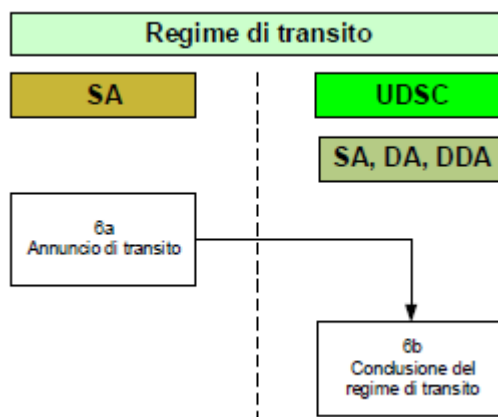 Regime di transito
SA
UDSC
SA, DA, DDA
6a
Annuncio di transito
6b
Conclusione del
regime di transito